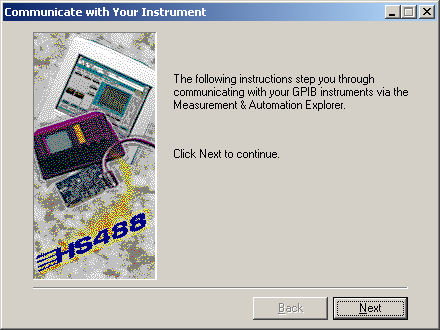 Communicate with Your Instrument
The following instructions step you through
communicating with your GPIB instruments via the
Measurement & Automation Explorer.
Click Next to continue.
HS488
Back
Next